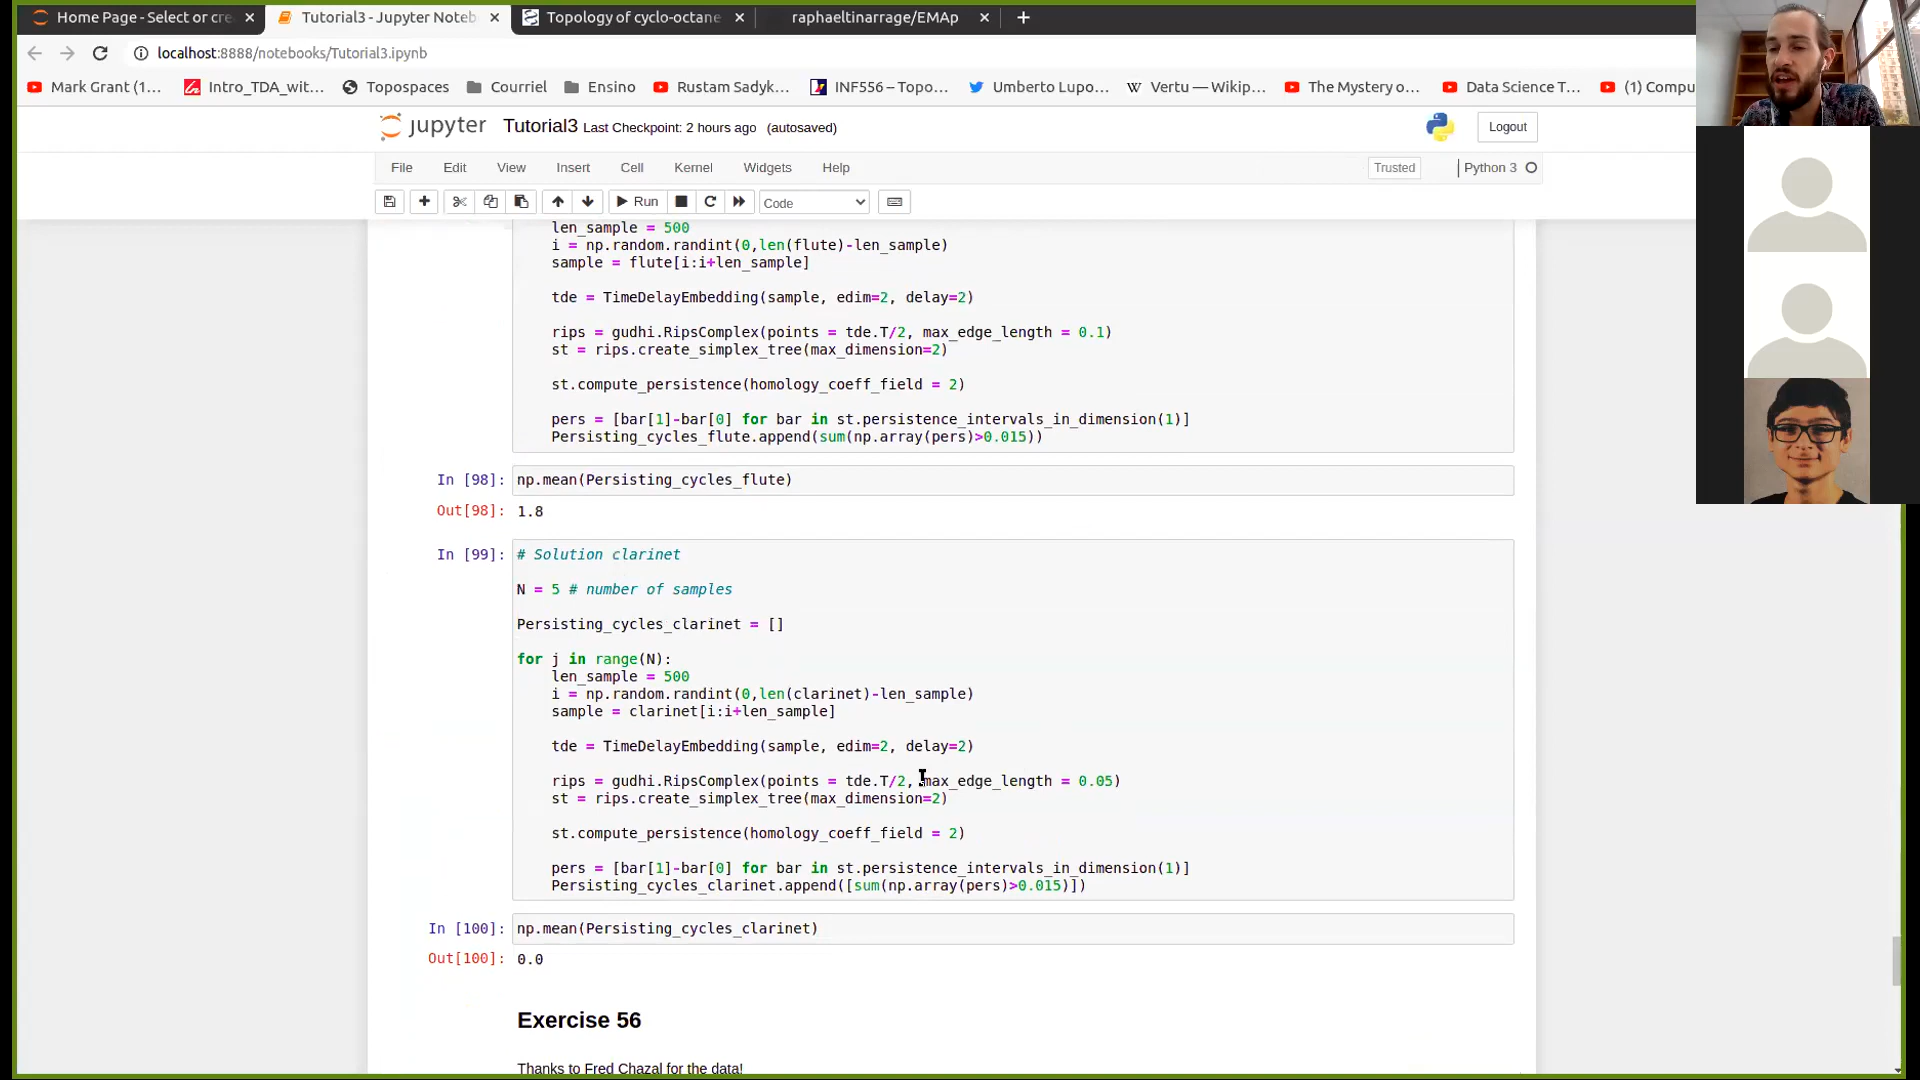 Home Page - Select or cre
Tutorial3 - Jupyter Noteb
Topology of cyclo-octane
raphaeltinarrage/EMAp
localhost:8888/notebooks/Tutorial3.ipynb
Mark Grant (1...
Intro_TDA_wit...
Topospaces
Courriel
Ensino
Rustam Sadyk...
INF556 – Topo...
Umberto Lupo...
Vertu — Wikip...
The Mystery o...
Data Science T...
(1) Compu
jupyter
Tutorial3 Last Checkpoint: 2 hours ago (autosaved)
Logout
File
Edit
View
Insert
Cell
Kernel
Widgets
Help
Trusted
Python 3
Run
Code
len_sample = 500
i = np.random.randint(0,len(flute)-len_sample)
sample = flute[i:i+len_sample]
tde = TimeDelayEmbedding(sample, edim=2, delay=2)
rips = gudhi.RipsComplex(points = tde.T/2, max_edge_length = 0.1)
st = rips.create_simplex_tree(max_dimension=2)
st.compute_persistence(homology_coeff_field = 2)
pers = [bar[1]-bar[0] for bar in st.persistence_intervals_in_dimension(1)]
Persisting_cycles_flute.append(sum(np.array(pers)>0.015))
In [98]: np.mean(Persisting_cycles_flute)
Out[98]: 1.8
In [99]: # Solution clarinet
N = 5 # number of samples
Persisting_cycles_clarinet = []
for j in range(N):
len_sample = 500
i = np.random.randint(0,len(clarinet)-len_sample)
sample = clarinet[i:i+len_sample]
tde = TimeDelayEmbedding(sample, edim=2, delay=2)
rips = gudhi.RipsComplex(points = tde.T/2, max_edge_length = 0.05)
st = rips.create_simplex_tree(max_dimension=2)
st.compute_persistence(homology_coeff_field = 2)
pers = [bar[1]-bar[0] for bar in st.persistence_intervals_in_dimension(1)]
Persisting_cycles_clarinet.append([sum(np.array(pers)>0.015)])
In [100]: np.mean(Persisting_cycles_clarinet)
Out[100]: 0.0
Exercise 56
Thanks to Fred Chazal for the data!